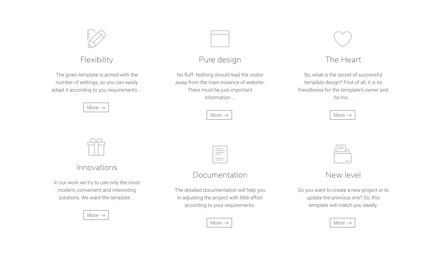 Flexibility
The given template is armed with the
number of settings, so you can easily
adapt it according to you requirements ...
More →
Pure design
No fluff. Nothing should lead the visitor
away from the main essence of website.
There must be just important
information ...
More →
The Heart
So, what is the secret of successful
template design? First of all, it is its
friendliness for the template's owner and
for his ...
More →
Innovations
In our work we try to use only the most
modern, convenient and interesting
solutions. We want the template ...
More →
Documentation
The detailed documentation will help you
in adjusting the project with little effort
according to your requirements.
More →
New level
Do you want to create a new project or to
update the previous one? So, this
template will match you ideally.
More →